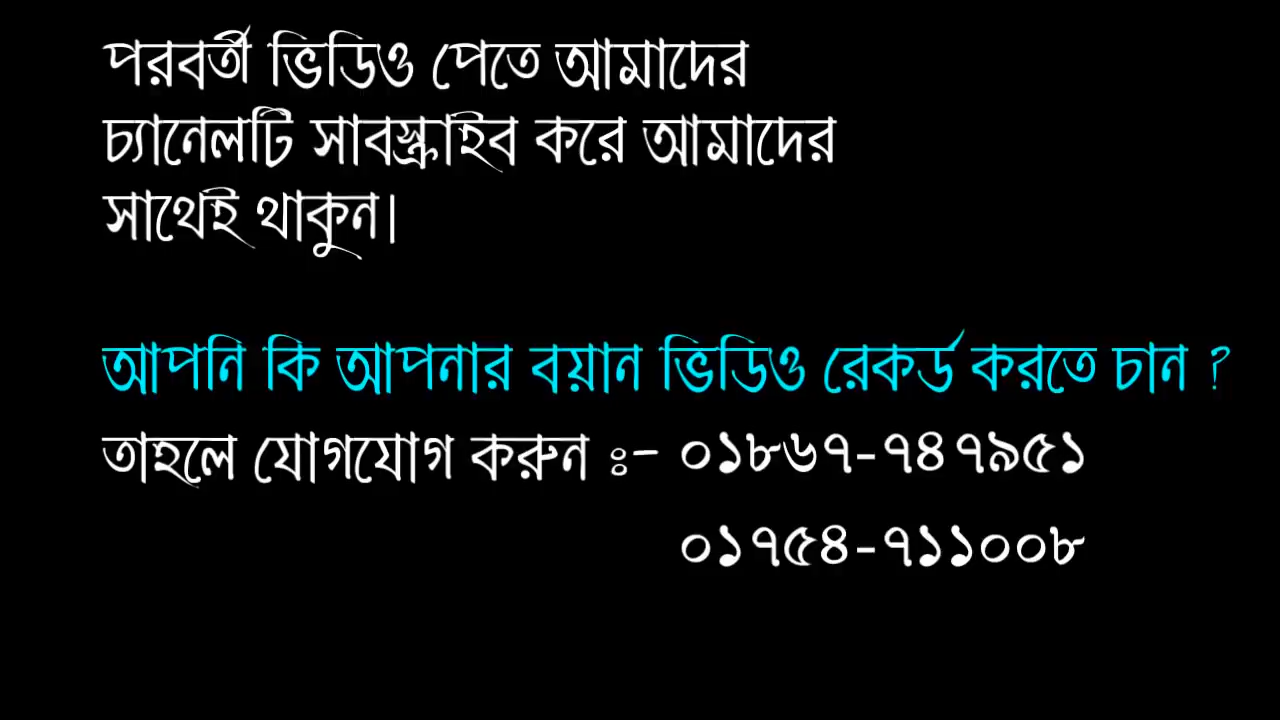 পরবর্তী ভিডিও পেতে আমাদের
চ্যানেলটি সাবস্ক্রাইব করে আমাদের
সাথেই থাকুন।
আপনি কি আপনার বয়ান ভিডিও রেকর্ড করতে চান ?
তাহলে যোগযোগ করুন ঃ- ০১৮৬৭-৭৪৭৯৫১
০১৭৫৪-৭১১০০৮